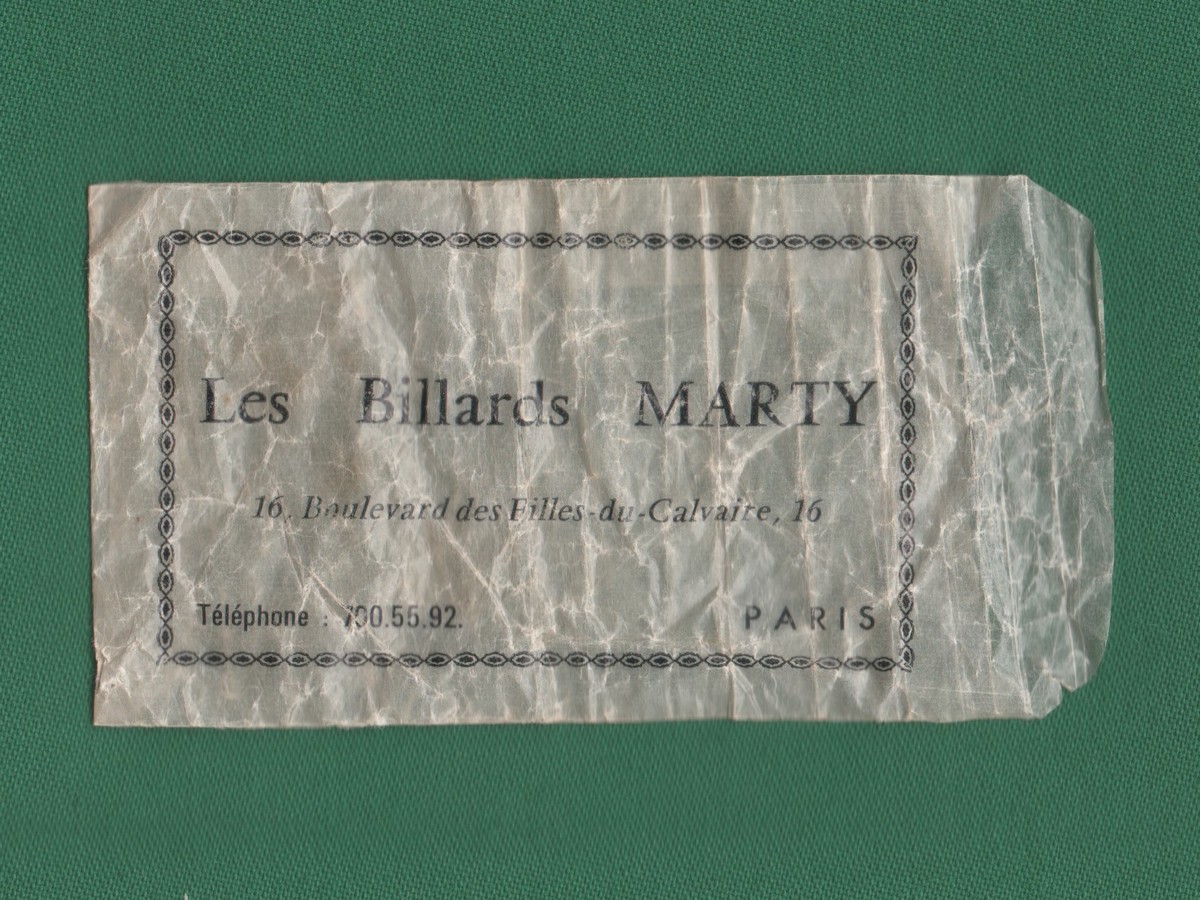 Les Billards MARTY
16, Boulevard des Filles-du-Calvaire, 16
Téléphone : 700.55.92.
PARIS